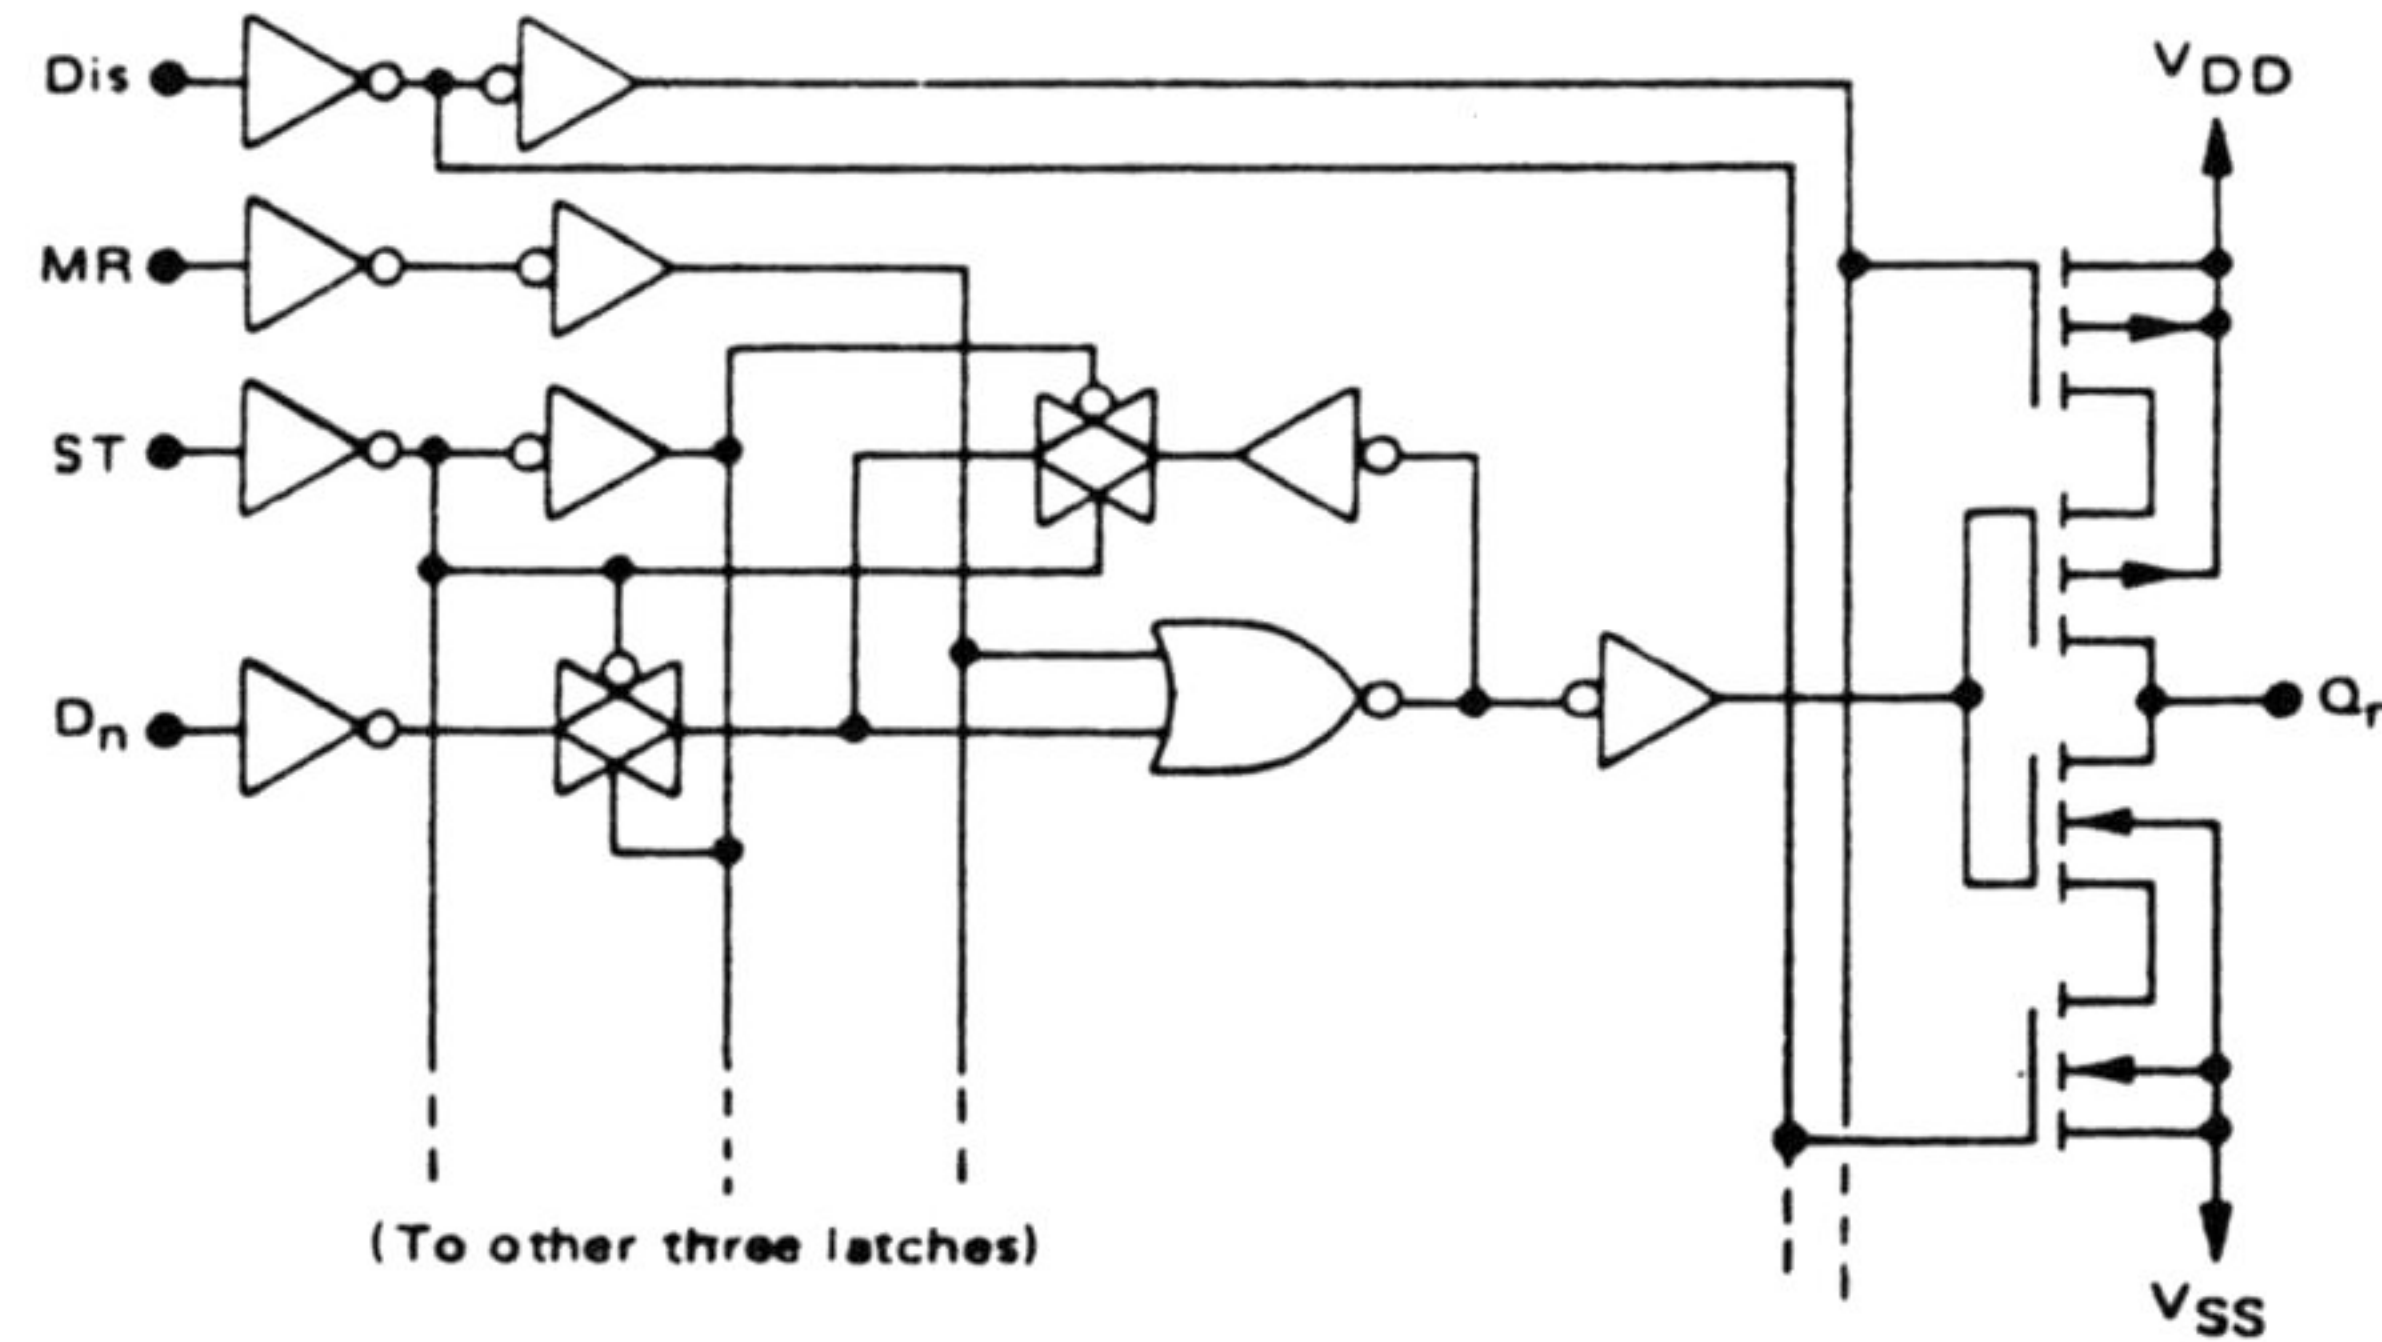 Dis
VDD
MR
ST
Dn
Qn
(To other three latches)
VSS